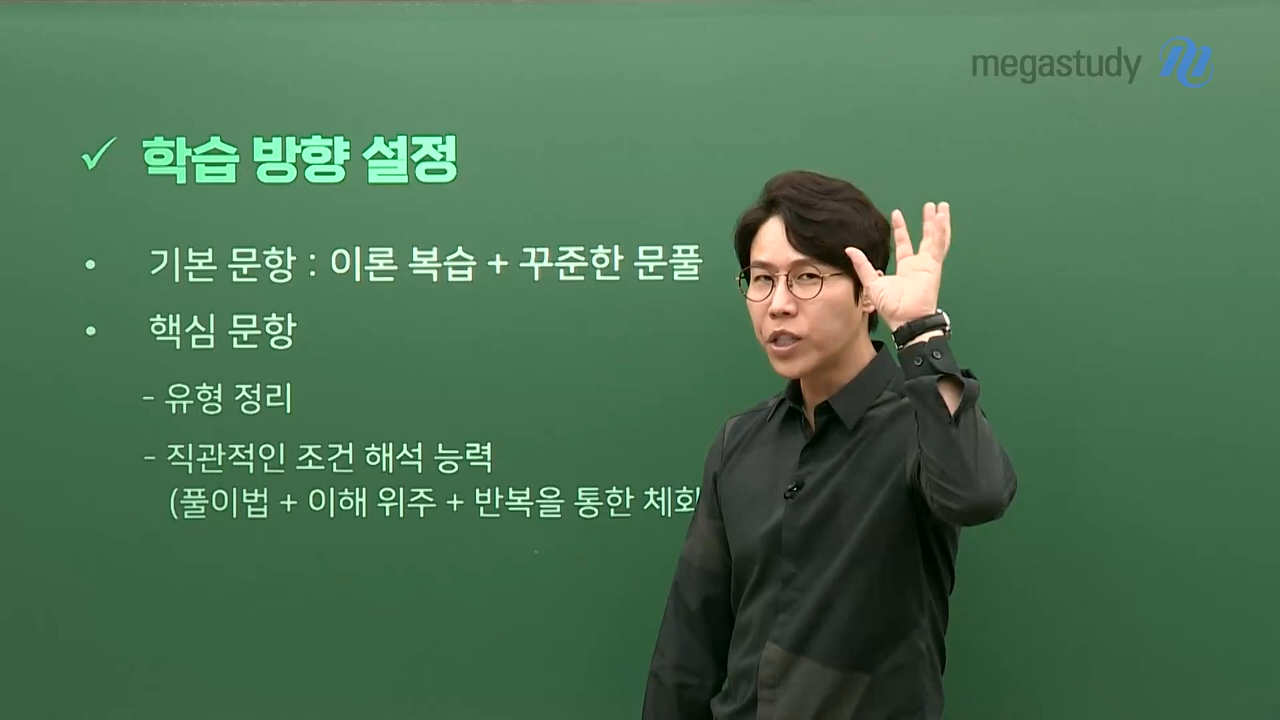 megastudy
✓ 학습 방향 설정
• 기본 문항 : 이론 복습 + 꾸준한 문풀
• 핵심 문항
- 유형 정리
- 직관적인 조건 해석 능력
(풀이법 + 이해 위주 + 반복을 통한 체화